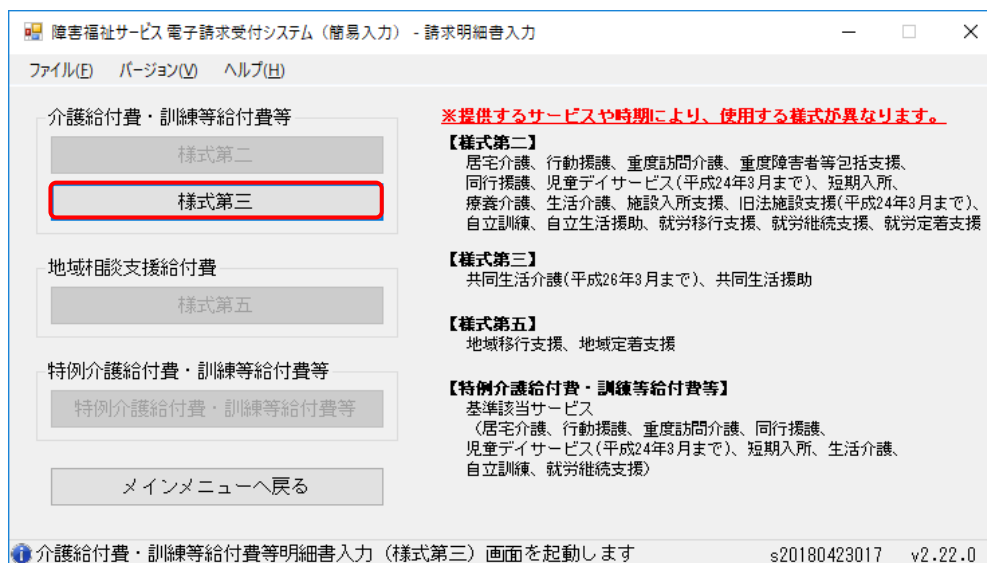 障害福祉サービス 電子請求受付システム（簡易入力） - 請求明細書入力
ファイル(F) バージョン(V) ヘルプ(H)
介護給付費・訓練等給付費等
様式第二
様式第三
地域相談支援給付費
様式第五
特例介護給付費・訓練等給付費等
特例介護給付費・訓練等給付費等
メインメニューへ戻る
※提供するサービスや時期により、使用する様式が異なります。
【様式第二】
居宅介護、行動援護、重度訪問介護、重度障害者等包括支援、
同行援護、児童デイサービス(平成24年3月まで)、短期入所、
療養介護、生活介護、施設入所支援、旧法施設支援(平成24年3月まで)、
自立訓練、自立生活援助、就労移行支援、就労継続支援、就労定着支援
【様式第三】
共同生活介護(平成26年3月まで)、共同生活援助
【様式第五】
地域移行支援、地域定着支援
【特例介護給付費・訓練等給付費等】
基準該当サービス
（居宅介護、行動援護、重度訪問介護、同行援護、
児童デイサービス(平成24年3月まで)、短期入所、生活介護、
自立訓練、就労継続支援）
介護給付費・訓練等給付費等明細書入力（様式第三）画面を起動します
s20180423017 v2.22.0